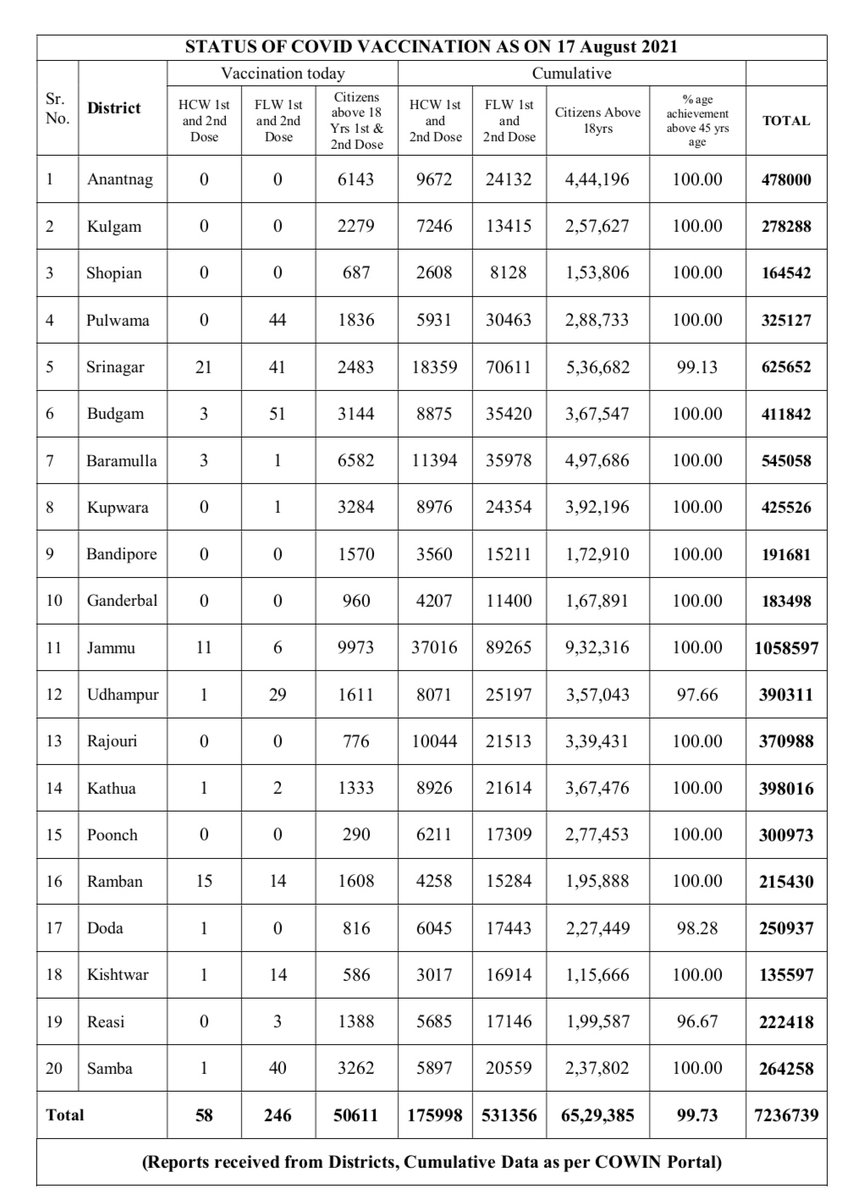 STATUS OF COVID VACCINATION AS ON 17 August 2021
Sr. No. District Vaccination today Cumulative
HCW 1st and 2nd Dose FLW 1st and 2nd Dose Citizens above 18 Yrs 1st & 2nd Dose HCW 1st and 2nd Dose FLW 1st and 2nd Dose Citizens Above 18yrs % age achievement above 45 yrs age TOTAL
1 Anantnag 0 0 6143 9672 24132 4,44,196 100.00 478000
2 Kulgam 0 0 2279 7246 13415 2,57,627 100.00 278288
3 Shopian 0 0 687 2608 8128 1,53,806 100.00 164542
4 Pulwama 0 44 1836 5931 30463 2,88,733 100.00 325127
5 Srinagar 21 41 2483 18359 70611 5,36,682 99.13 625652
6 Budgam 3 51 3144 8875 35420 3,67,547 100.00 411842
7 Baramulla 3 1 6582 11394 35978 4,97,686 100.00 545058
8 Kupwara 0 1 3284 8976 24354 3,92,196 100.00 425526
9 Bandipore 0 0 1570 3560 15211 1,72,910 100.00 191681
10 Ganderbal 0 0 960 4207 11400 1,67,891 100.00 183498
11 Jammu 11 6 9973 37016 89265 9,32,316 100.00 1058597
12 Udhampur 1 29 1611 8071 25197 3,57,043 97.66 390311
13 Rajouri 0 0 776 10044 21513 3,39,431 100.00 370988
14 Kathua 1 2 1333 8926 21614 3,67,476 100.00 398016
15 Poonch 0 0 290 6211 17309 2,77,453 100.00 300973
16 Ramban 15 14 1608 4258 15284 1,95,888 100.00 215430
17 Doda 1 0 816 6045 17443 2,27,449 98.28 250937
18 Kishtwar 1 14 586 3017 16914 1,15,666 100.00 135597
19 Reasi 0 3 1388 5685 17146 1,99,587 96.67 222418
20 Samba 1 40 3262 5897 20559 2,37,802 100.00 264258
Total 58 246 50611 175998 531356 65,29,385 99.73 7236739
(Reports received from Districts, Cumulative Data as per COWIN Portal)